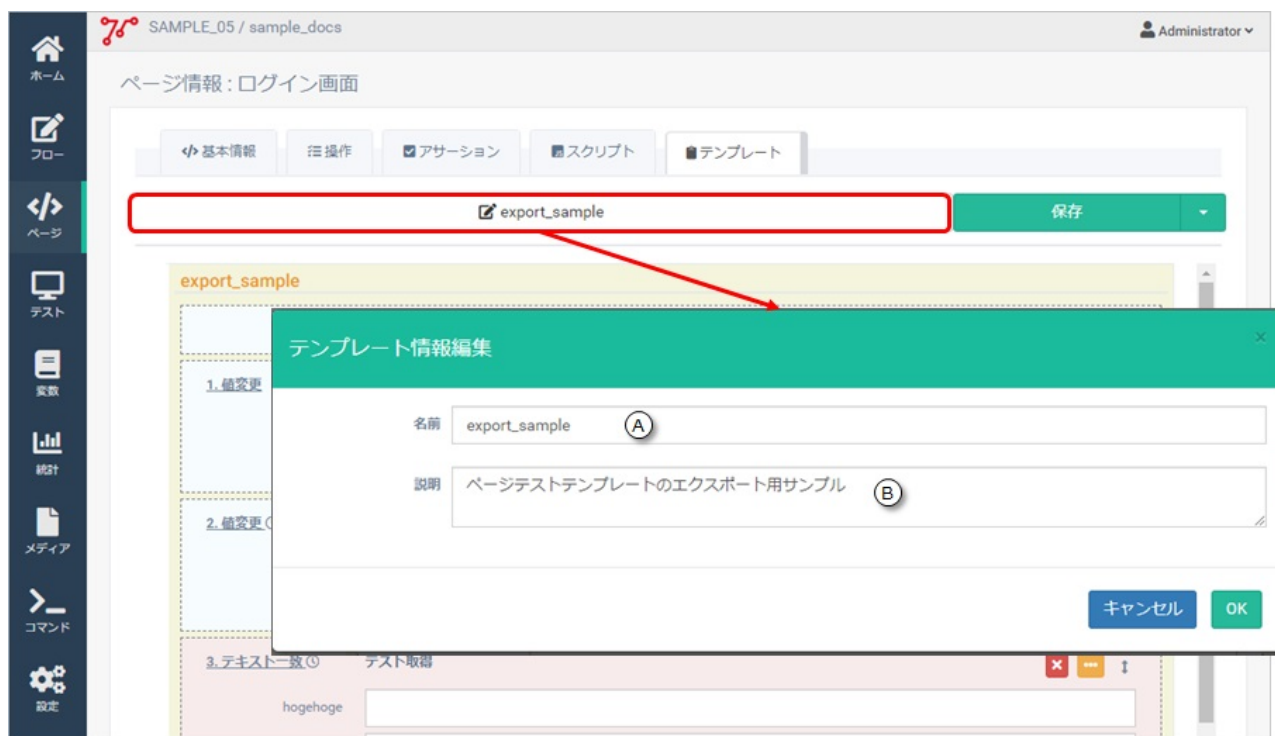 SAMPLE_05 / sample_docs
Administrator
ホーム
フロー
ページ
テスト
変数
統計
メディア
コマンド
設定
ページ情報 : ログイン画面
基本情報
操作
アサーション
スクリプト
テンプレート
export_sample
保存
export_sample
1. 値変更
2. 値変更
テンプレート情報編集
×
名前
export_sample
A
説明
ページテストテンプレートのエクスポート用サンプル
B
キャンセル
OK
3. テキスト一致
テスト取得
hogehoge